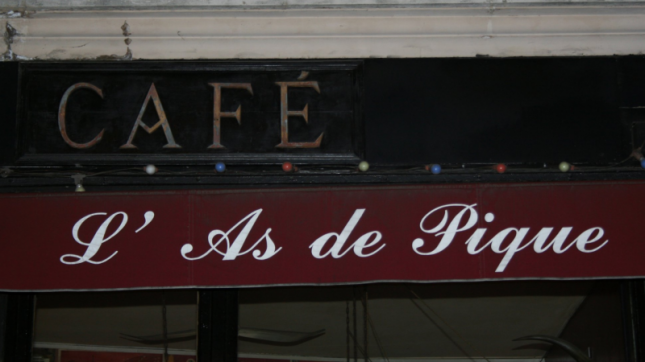 CAFÉ
L' As de Pique